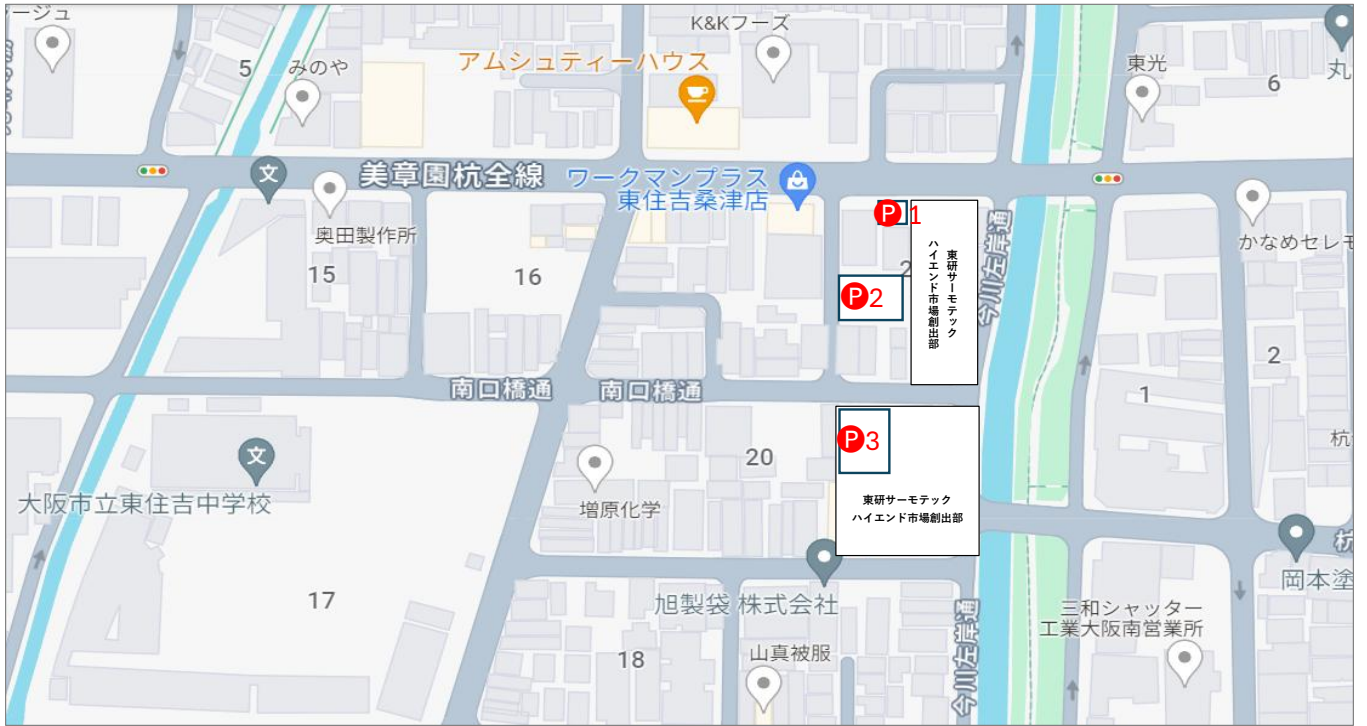 K&Kフーズ
アムシュティーハウス
5
みのや
東光
6
丸
文
美章園杭全線
ワークマンプラス
東住吉桑津店
奥田製作所
15
16
P1
2
P2
東研サーモテック
ハイエンド市場創出部
今川左岸通
かなめセレモ
2
1
南口橋通
南口橋通
P3
20
杭
文
大阪市立東住吉中学校
増原化学
東研サーモテック
ハイエンド市場創出部
杭
岡本塗
17
旭製袋 株式会社
三和シャッター
工業大阪南営業所
18
山真被服
今川左岸通